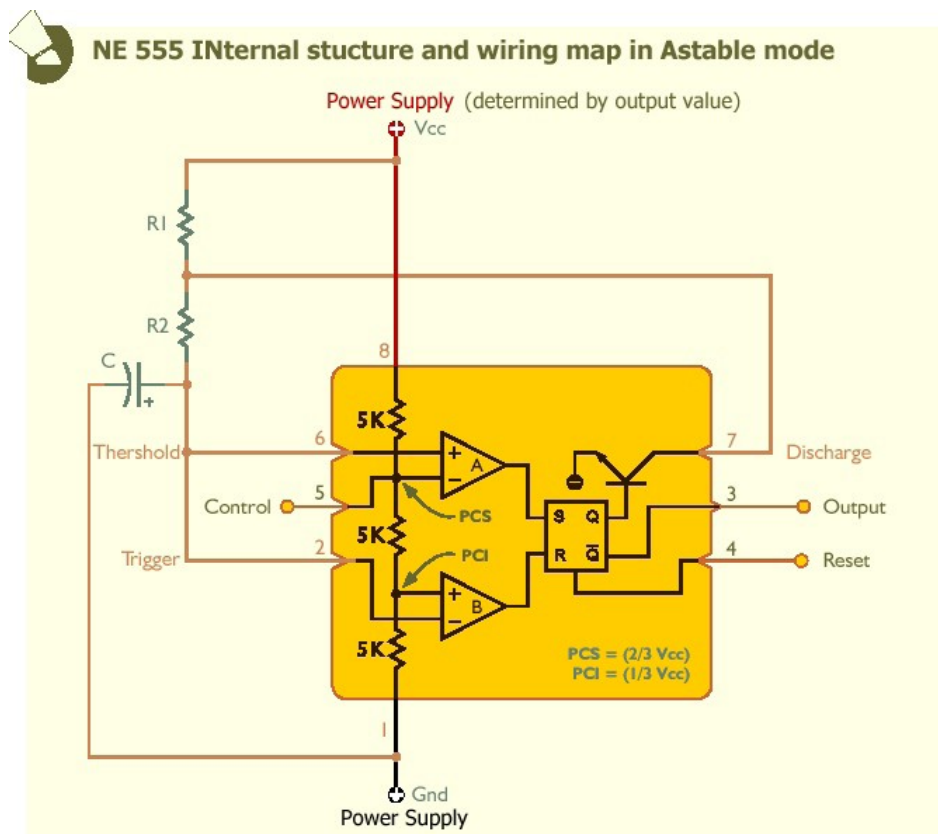 NE 555 INternal stucture and wiring map in Astable mode
Power Supply (determined by output value)
Vcc
R1
R2
C
+
8
5K
Thershold
6
+
A
−
7
Discharge
Control
5
PCS
S Q
3
Output
5K
Trigger
2
PCI
R Q̅
4
Reset
+
B
−
5K
PCS = (2/3 Vcc)
PCI = (1/3 Vcc)
1
Gnd
Power Supply